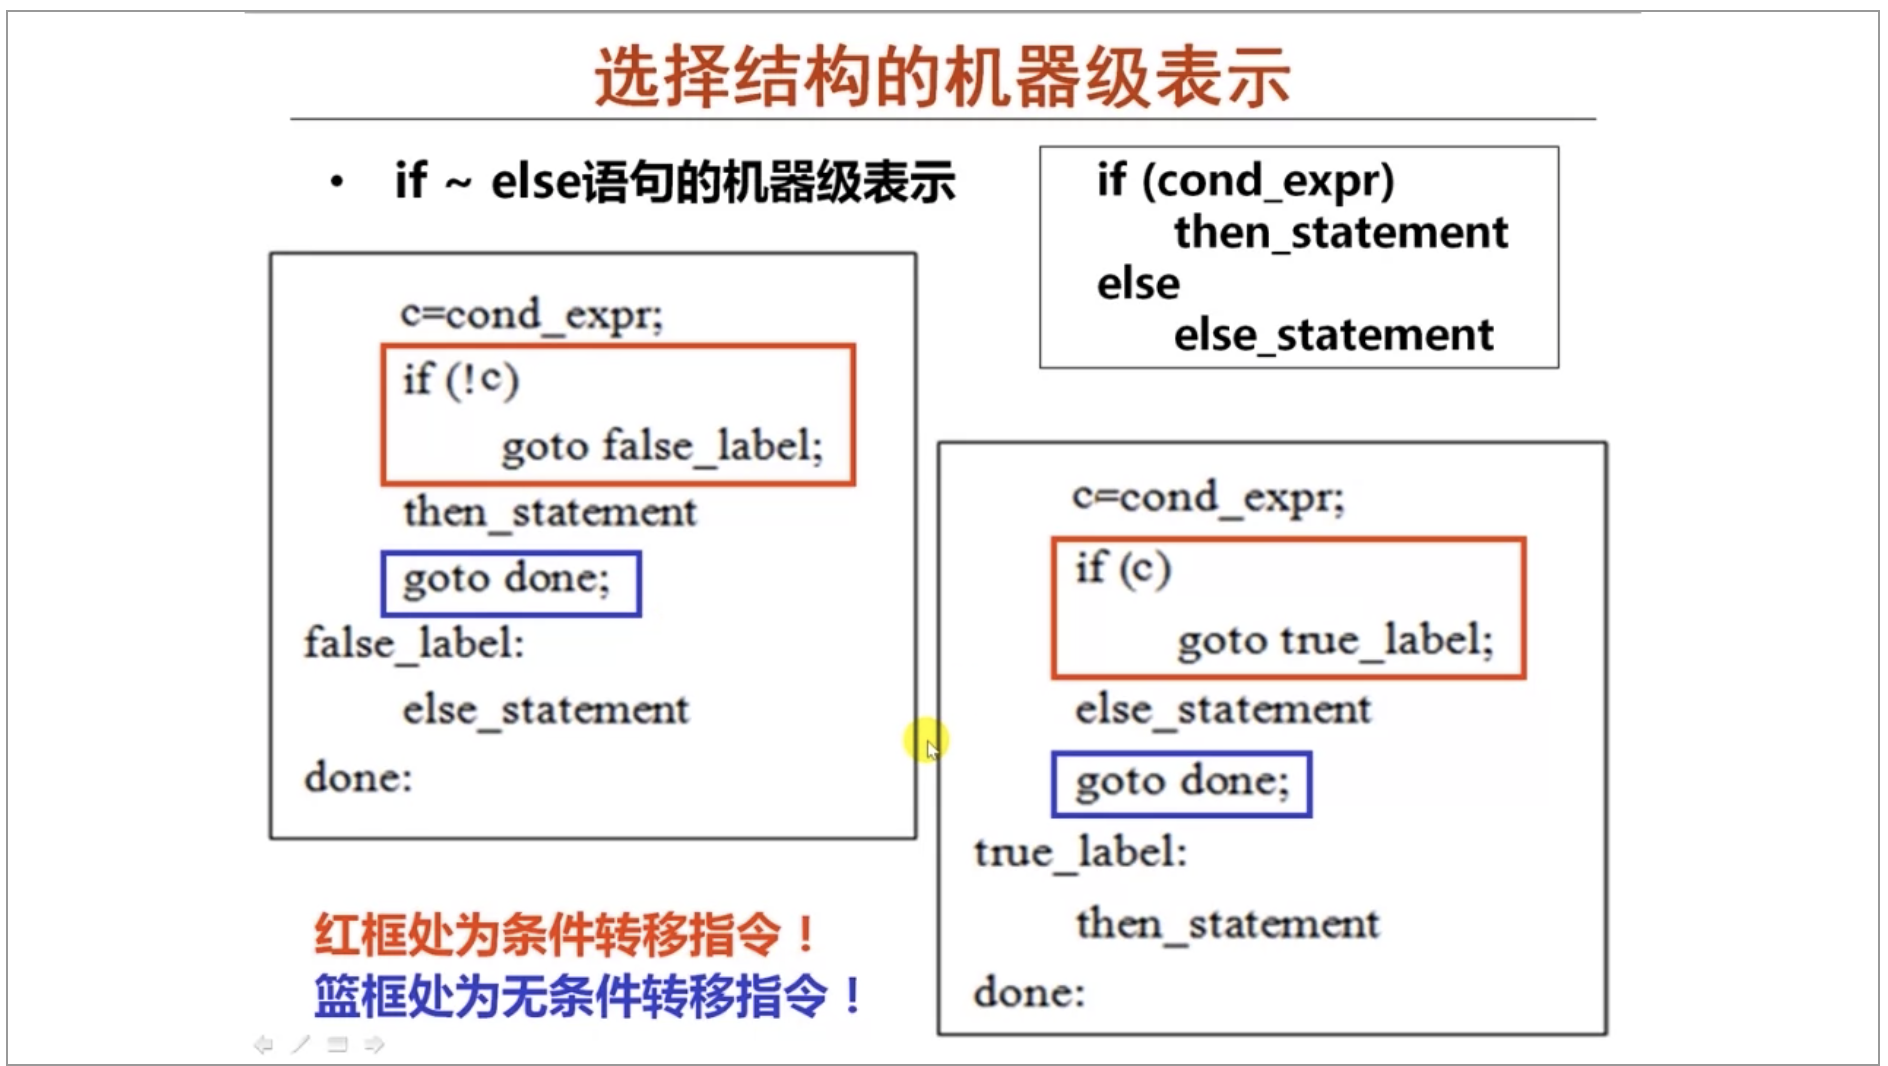 选择结构的机器级表示
• if ~ else语句的机器级表示
if (cond_expr)
then_statement
else
else_statement
c=cond_expr;
if (!c)
goto false_label;
then_statement
goto done;
false_label:
else_statement
done:
c=cond_expr;
if (c)
goto true_label;
else_statement
goto done;
true_label:
then_statement
done:
红框处为条件转移指令！
篮框处为无条件转移指令！